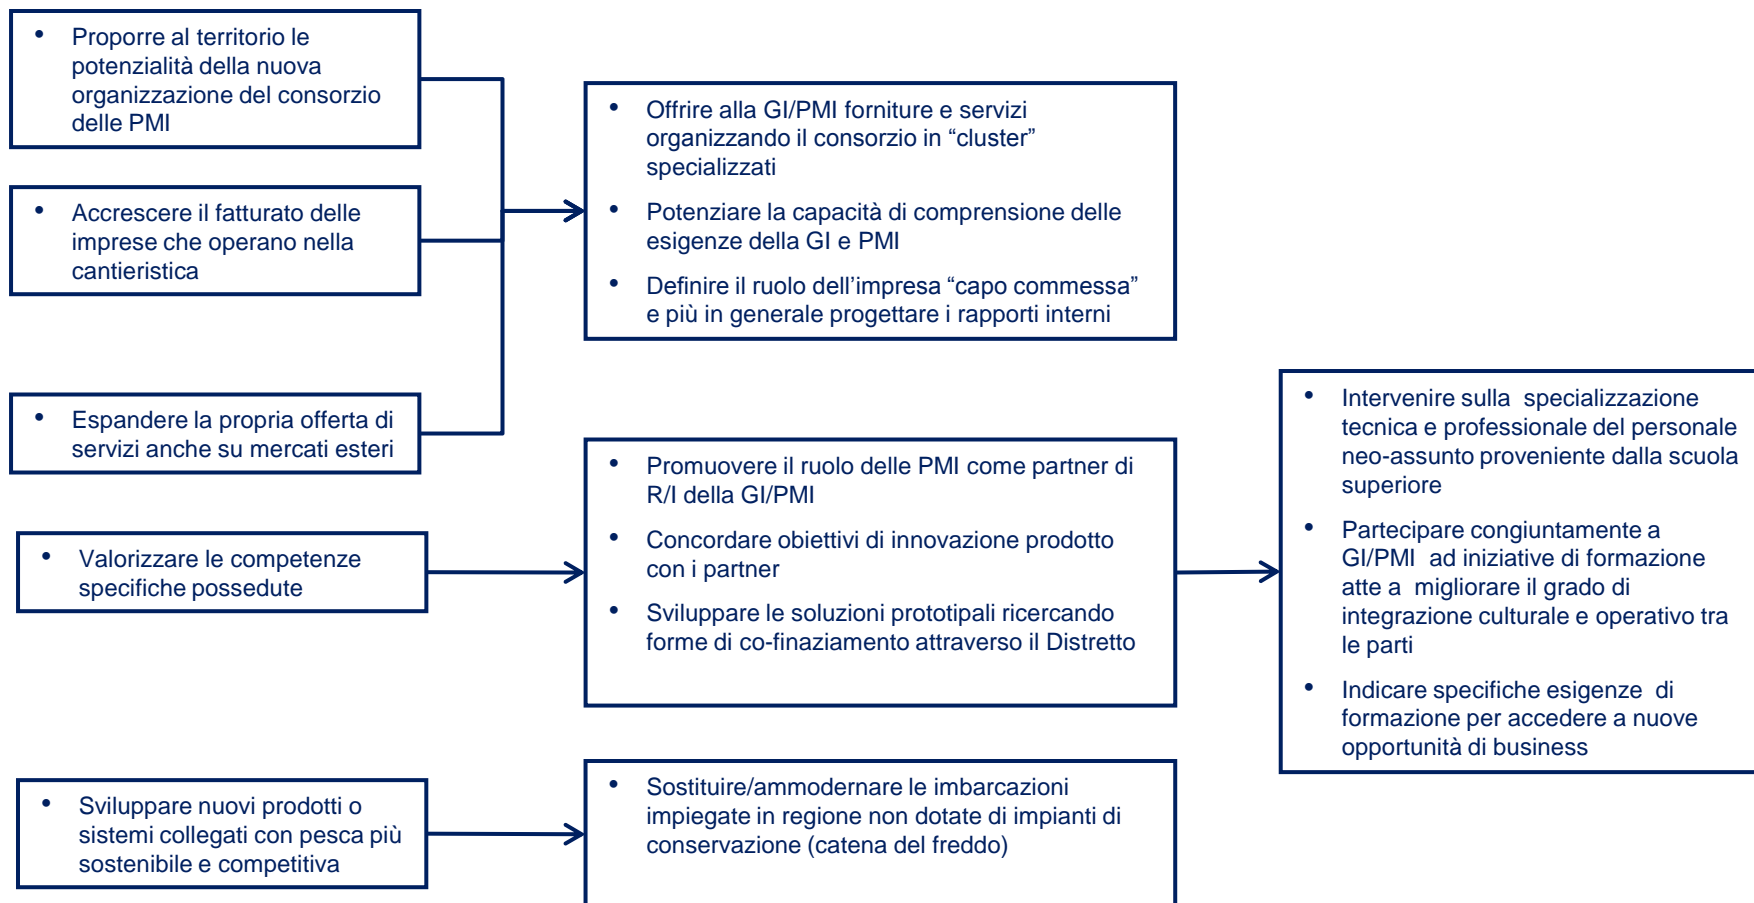 • Proporre al territorio le
potenzialità della nuova
organizzazione del consorzio
delle PMI
• Accrescere il fatturato delle
imprese che operano nella
cantieristica
• Espandere la propria offerta di
servizi anche su mercati esteri
• Valorizzare le competenze
specifiche possedute
• Sviluppare nuovi prodotti o
sistemi collegati con pesca più
sostenibile e competitiva
• Offrire alla GI/PMI forniture e servizi
organizzando il consorzio in “cluster”
specializzati
• Potenziare la capacità di comprensione delle
esigenze della GI e PMI
• Definire il ruolo dell’impresa “capo commessa”
e più in generale progettare i rapporti interni
• Promuovere il ruolo delle PMI come partner di
R/I della GI/PMI
• Concordare obiettivi di innovazione prodotto
con i partner
• Sviluppare le soluzioni prototipali ricercando
forme di co-finaziamento attraverso il Distretto
• Sostituire/ammodernare le imbarcazioni
impiegate in regione non dotate di impianti di
conservazione (catena del freddo)
• Intervenire sulla specializzazione
tecnica e professionale del personale
neo-assunto proveniente dalla scuola
superiore
• Partecipare congiuntamente a
GI/PMI ad iniziative di formazione
atte a migliorare il grado di
integrazione culturale e operativo tra
le parti
• Indicare specifiche esigenze di
formazione per accedere a nuove
opportunità di business